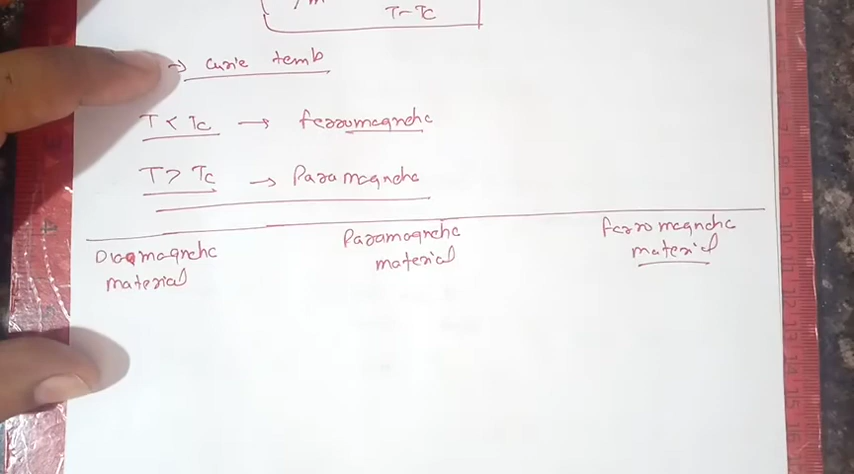 T-Tc
→ Curie temp
T < Tc → ferromagnetic
T > Tc → Paramagnetic
Diamagnetic
material
Paramagnetic
material
ferromagnetic
material